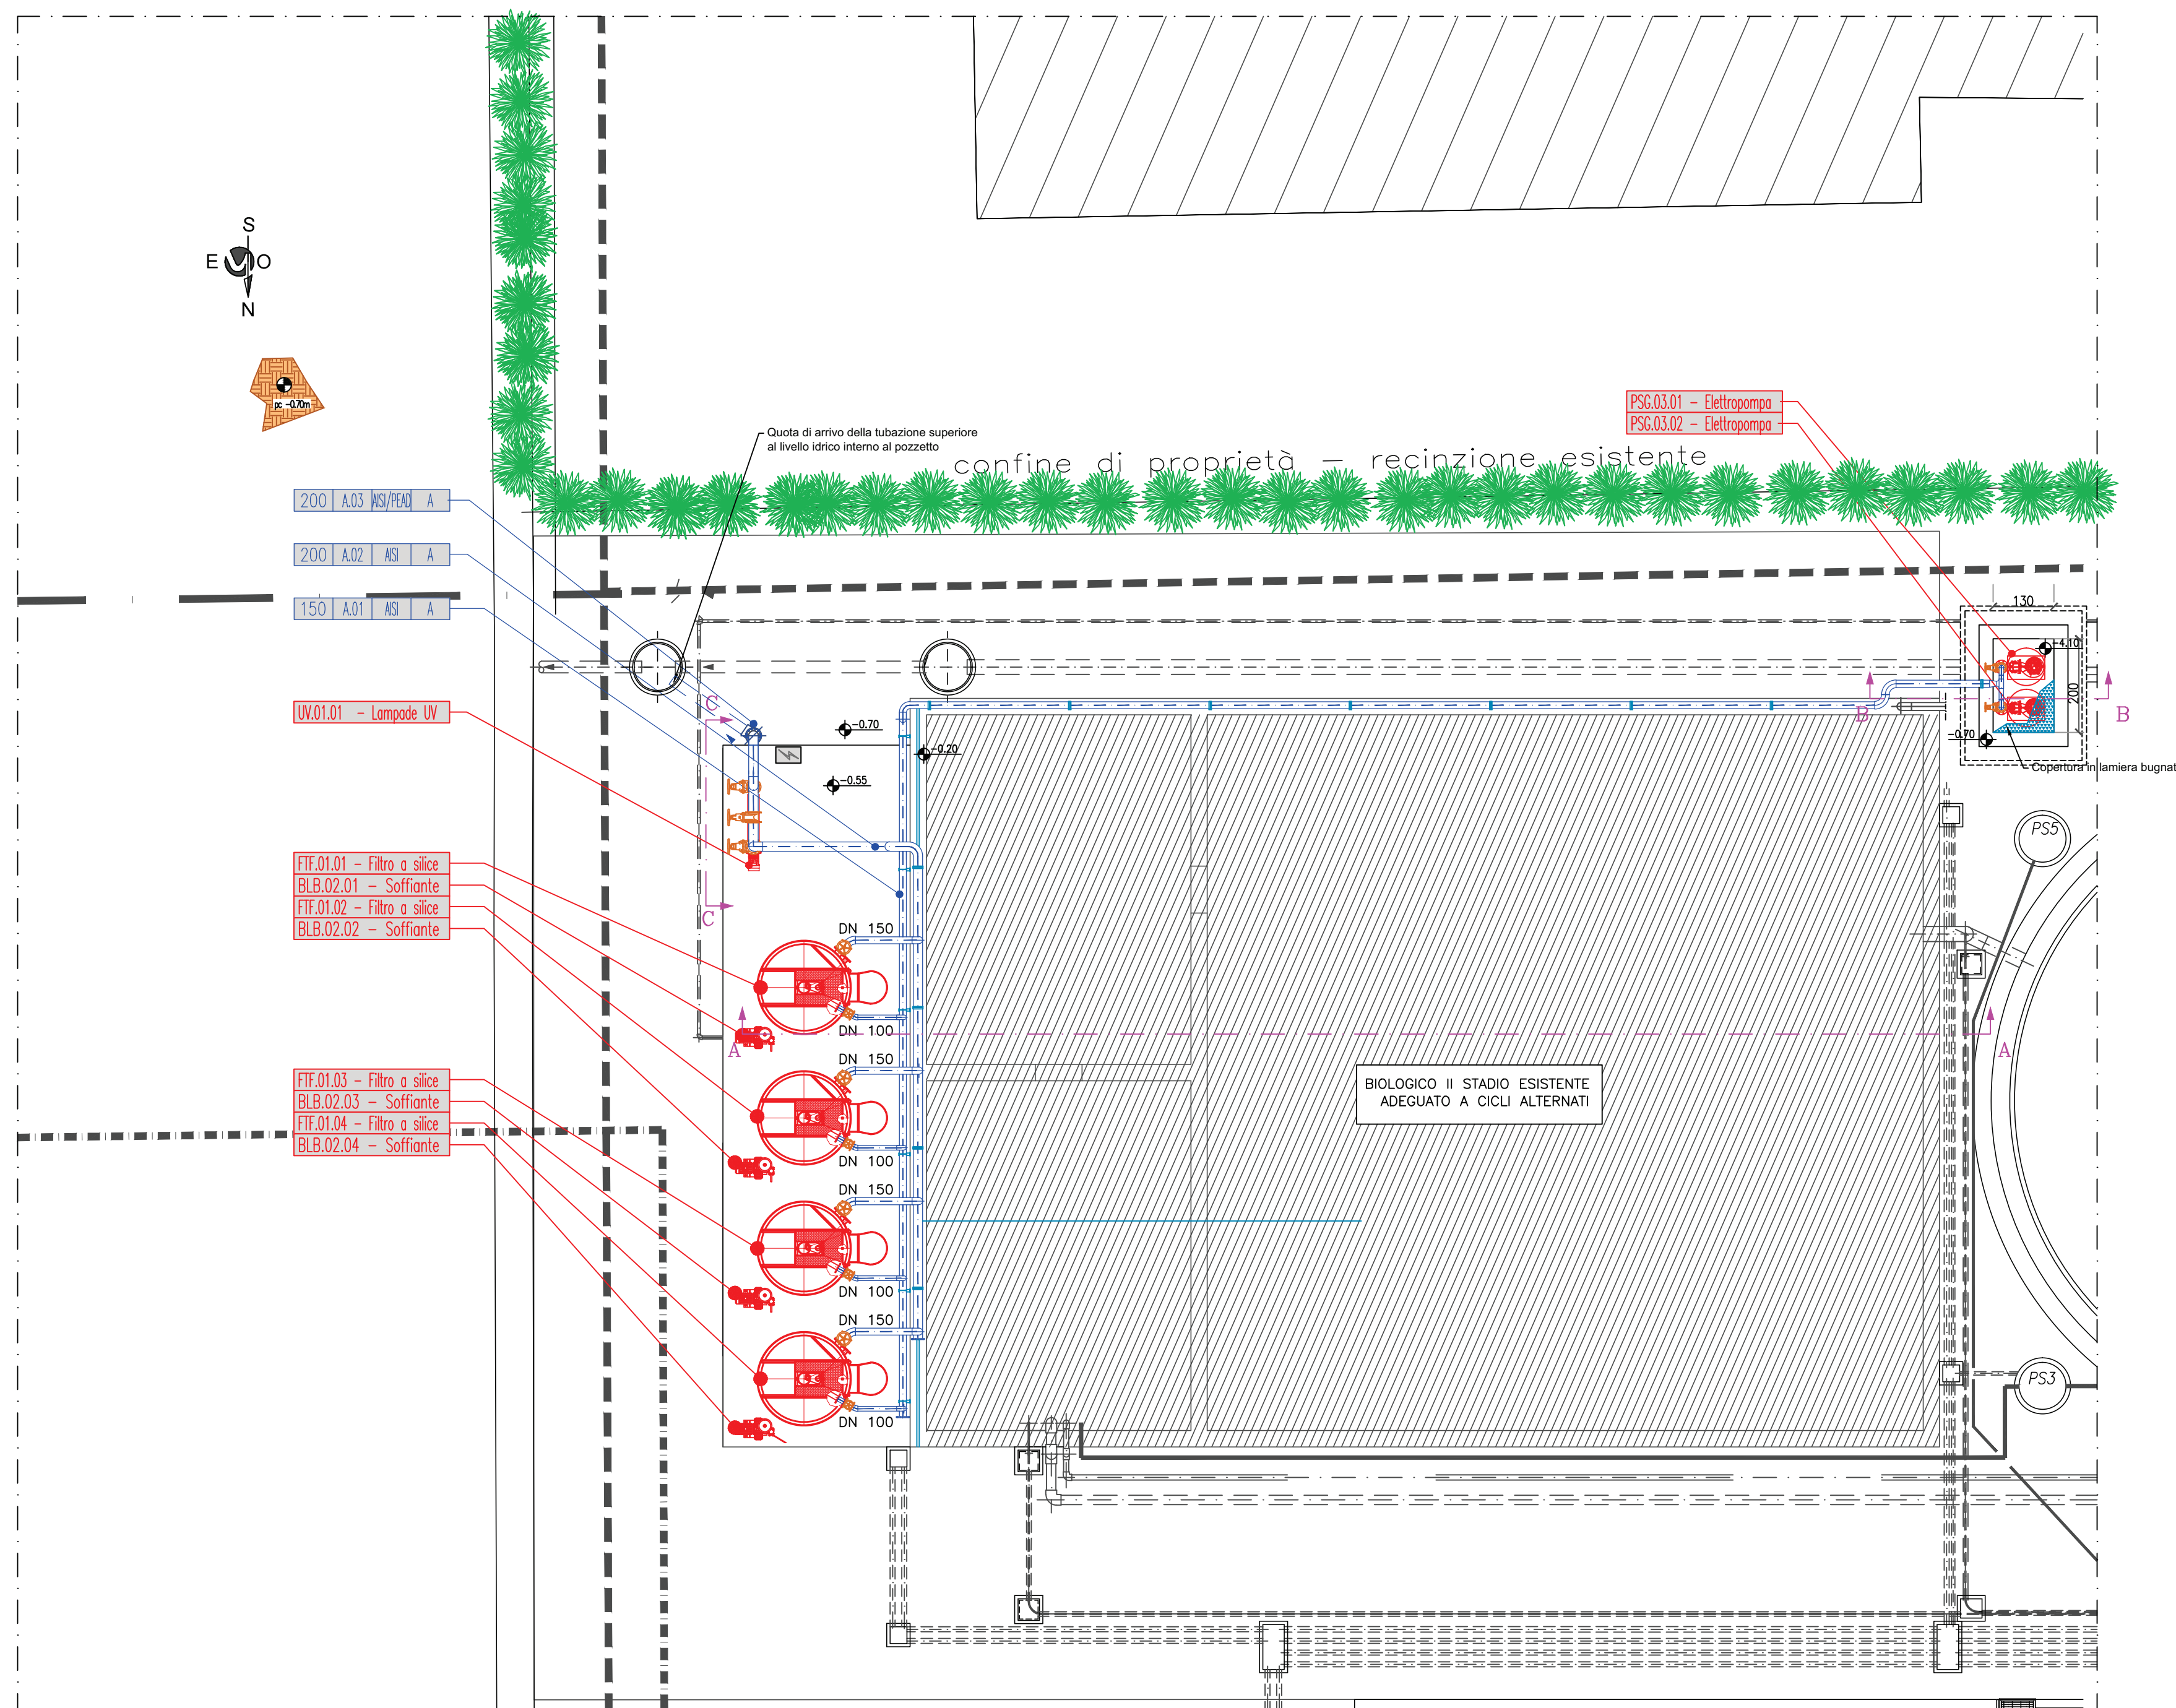 S
E O
N
pc -0.70m
Quota di arrivo della tubazione superiore
al livello idrico interno al pozzetto
PSG.03.01 - Elettropompa
PSG.03.02 - Elettropompa
confine di proprietà - recinzione esistente
200 A.03 AISI/PEAD A
200 A.02 AISI A
150 A.01 AISI A
130
-4.10
200
B
B
-0.70
Copertura in lamiera bugnat
UV.01.01 - Lampade UV
C
-0.70
-0.20
-0.55
PS5
FTF.01.01 - Filtro a silice
BLB.02.01 - Soffiante
FTF.01.02 - Filtro a silice
BLB.02.02 - Soffiante
C
DN 150
DN 100
A
A
DN 150
BIOLOGICO II STADIO ESISTENTE
ADEGUATO A CICLI ALTERNATI
FTF.01.03 - Filtro a silice
BLB.02.03 - Soffiante
FTF.01.04 - Filtro a silice
BLB.02.04 - Soffiante
DN 100
DN 150
DN 100
DN 150
DN 100
PS3